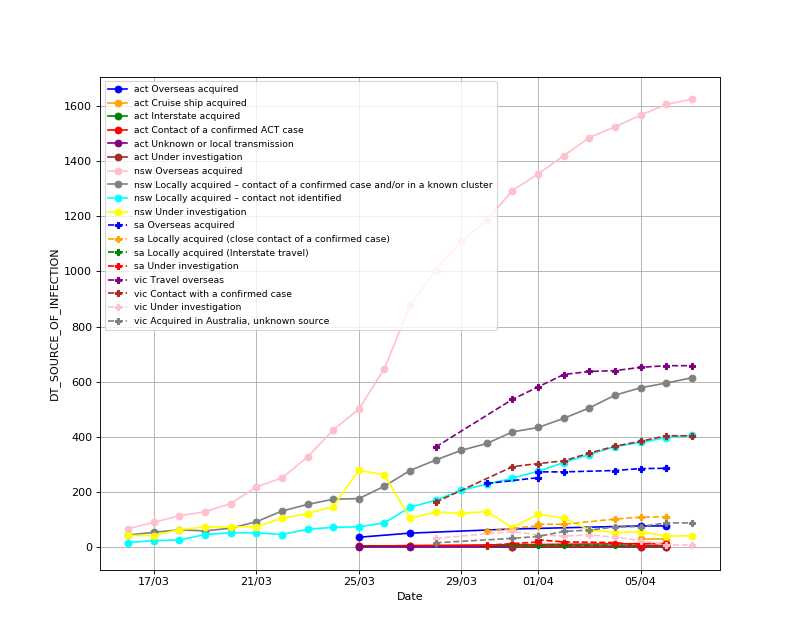 1600
1400
1200
1000
800
600
400
200
0
DT_SOURCE_OF_INFECTION
act Overseas acquired
act Cruise ship acquired
act Interstate acquired
act Contact of a confirmed ACT case
act Unknown or local transmission
act Under investigation
nsw Overseas acquired
nsw Locally acquired – contact of a confirmed case and/or in a known cluster
nsw Locally acquired – contact not identified
nsw Under investigation
sa Overseas acquired
sa Locally acquired (close contact of a confirmed case)
sa Locally acquired (Interstate travel)
sa Under investigation
vic Travel overseas
vic Contact with a confirmed case
vic Under investigation
vic Acquired in Australia, unknown source
17/03 21/03 25/03 29/03 01/04 05/04
Date